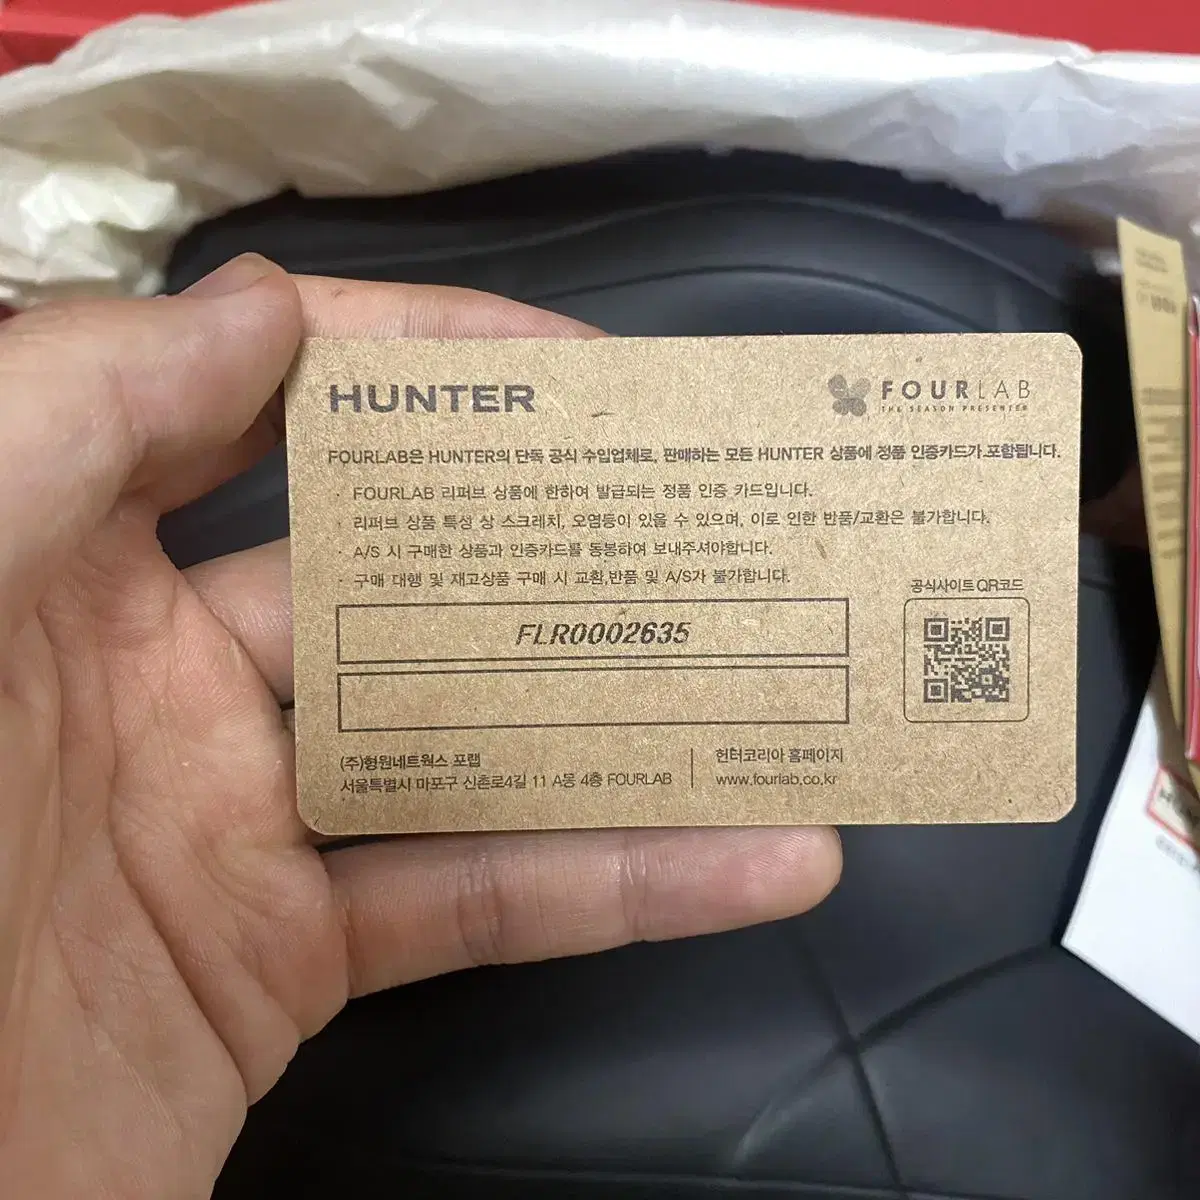 HUNTER
FOURLAB
THE SEASON PRESENTER
FOURLAB은 HUNTER의 단독 공식 수입업체로, 판매하는 모든 HUNTER 상품에 정품 인증카드가 포함됩니다.
· FOURLAB 리퍼브 상품에 한하여 발급되는 정품 인증 카드입니다.
· 리퍼브 상품 특성 상 스크레치, 오염등이 있을 수 있으며, 이로 인한 반품/교환은 불가합니다.
· A/S 시 구매한 상품과 인증카드를 동봉하여 보내주셔야합니다.
· 구매 대행 및 재고상품 구매 시 교환,반품 및 A/S가 불가합니다.
공식사이트 QR코드
FLR0002635
(주)형원네트웍스 포랩
서울특별시 마포구 신촌로4길 11 A동 4층 FOURLAB
헌터코리아 홈페이지
www.fourlab.co.kr